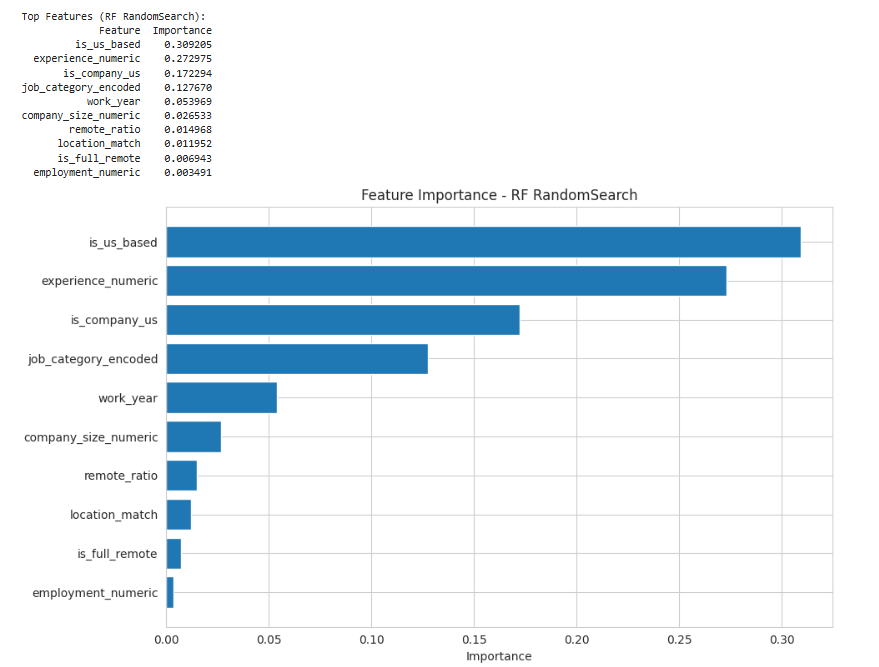 Top Features (RF RandomSearch):
Feature Importance
is_us_based 0.309205
experience_numeric 0.272975
is_company_us 0.172294
job_category_encoded 0.127670
work_year 0.053969
company_size_numeric 0.026533
remote_ratio 0.014968
location_match 0.011952
is_full_remote 0.006943
employment_numeric 0.003491
Feature Importance - RF RandomSearch
is_us_based
experience_numeric
is_company_us
job_category_encoded
work_year
company_size_numeric
remote_ratio
location_match
is_full_remote
employment_numeric
0.00 0.05 0.10 0.15 0.20 0.25 0.30
Importance